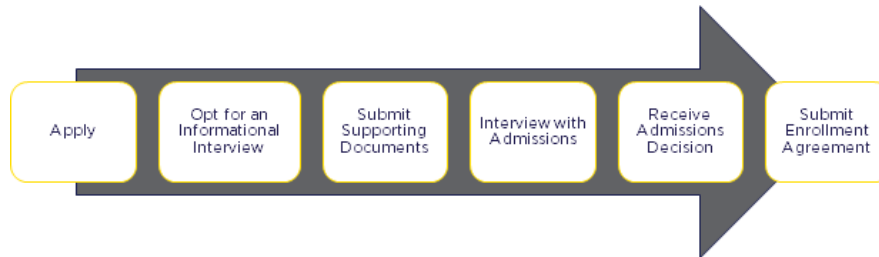 Apply
Opt for an
Informational
Interview
Submit
Supporting
Documents
Interview with
Admissions
Receive
Admissions
Decision
Submit
Enrollment
Agreement